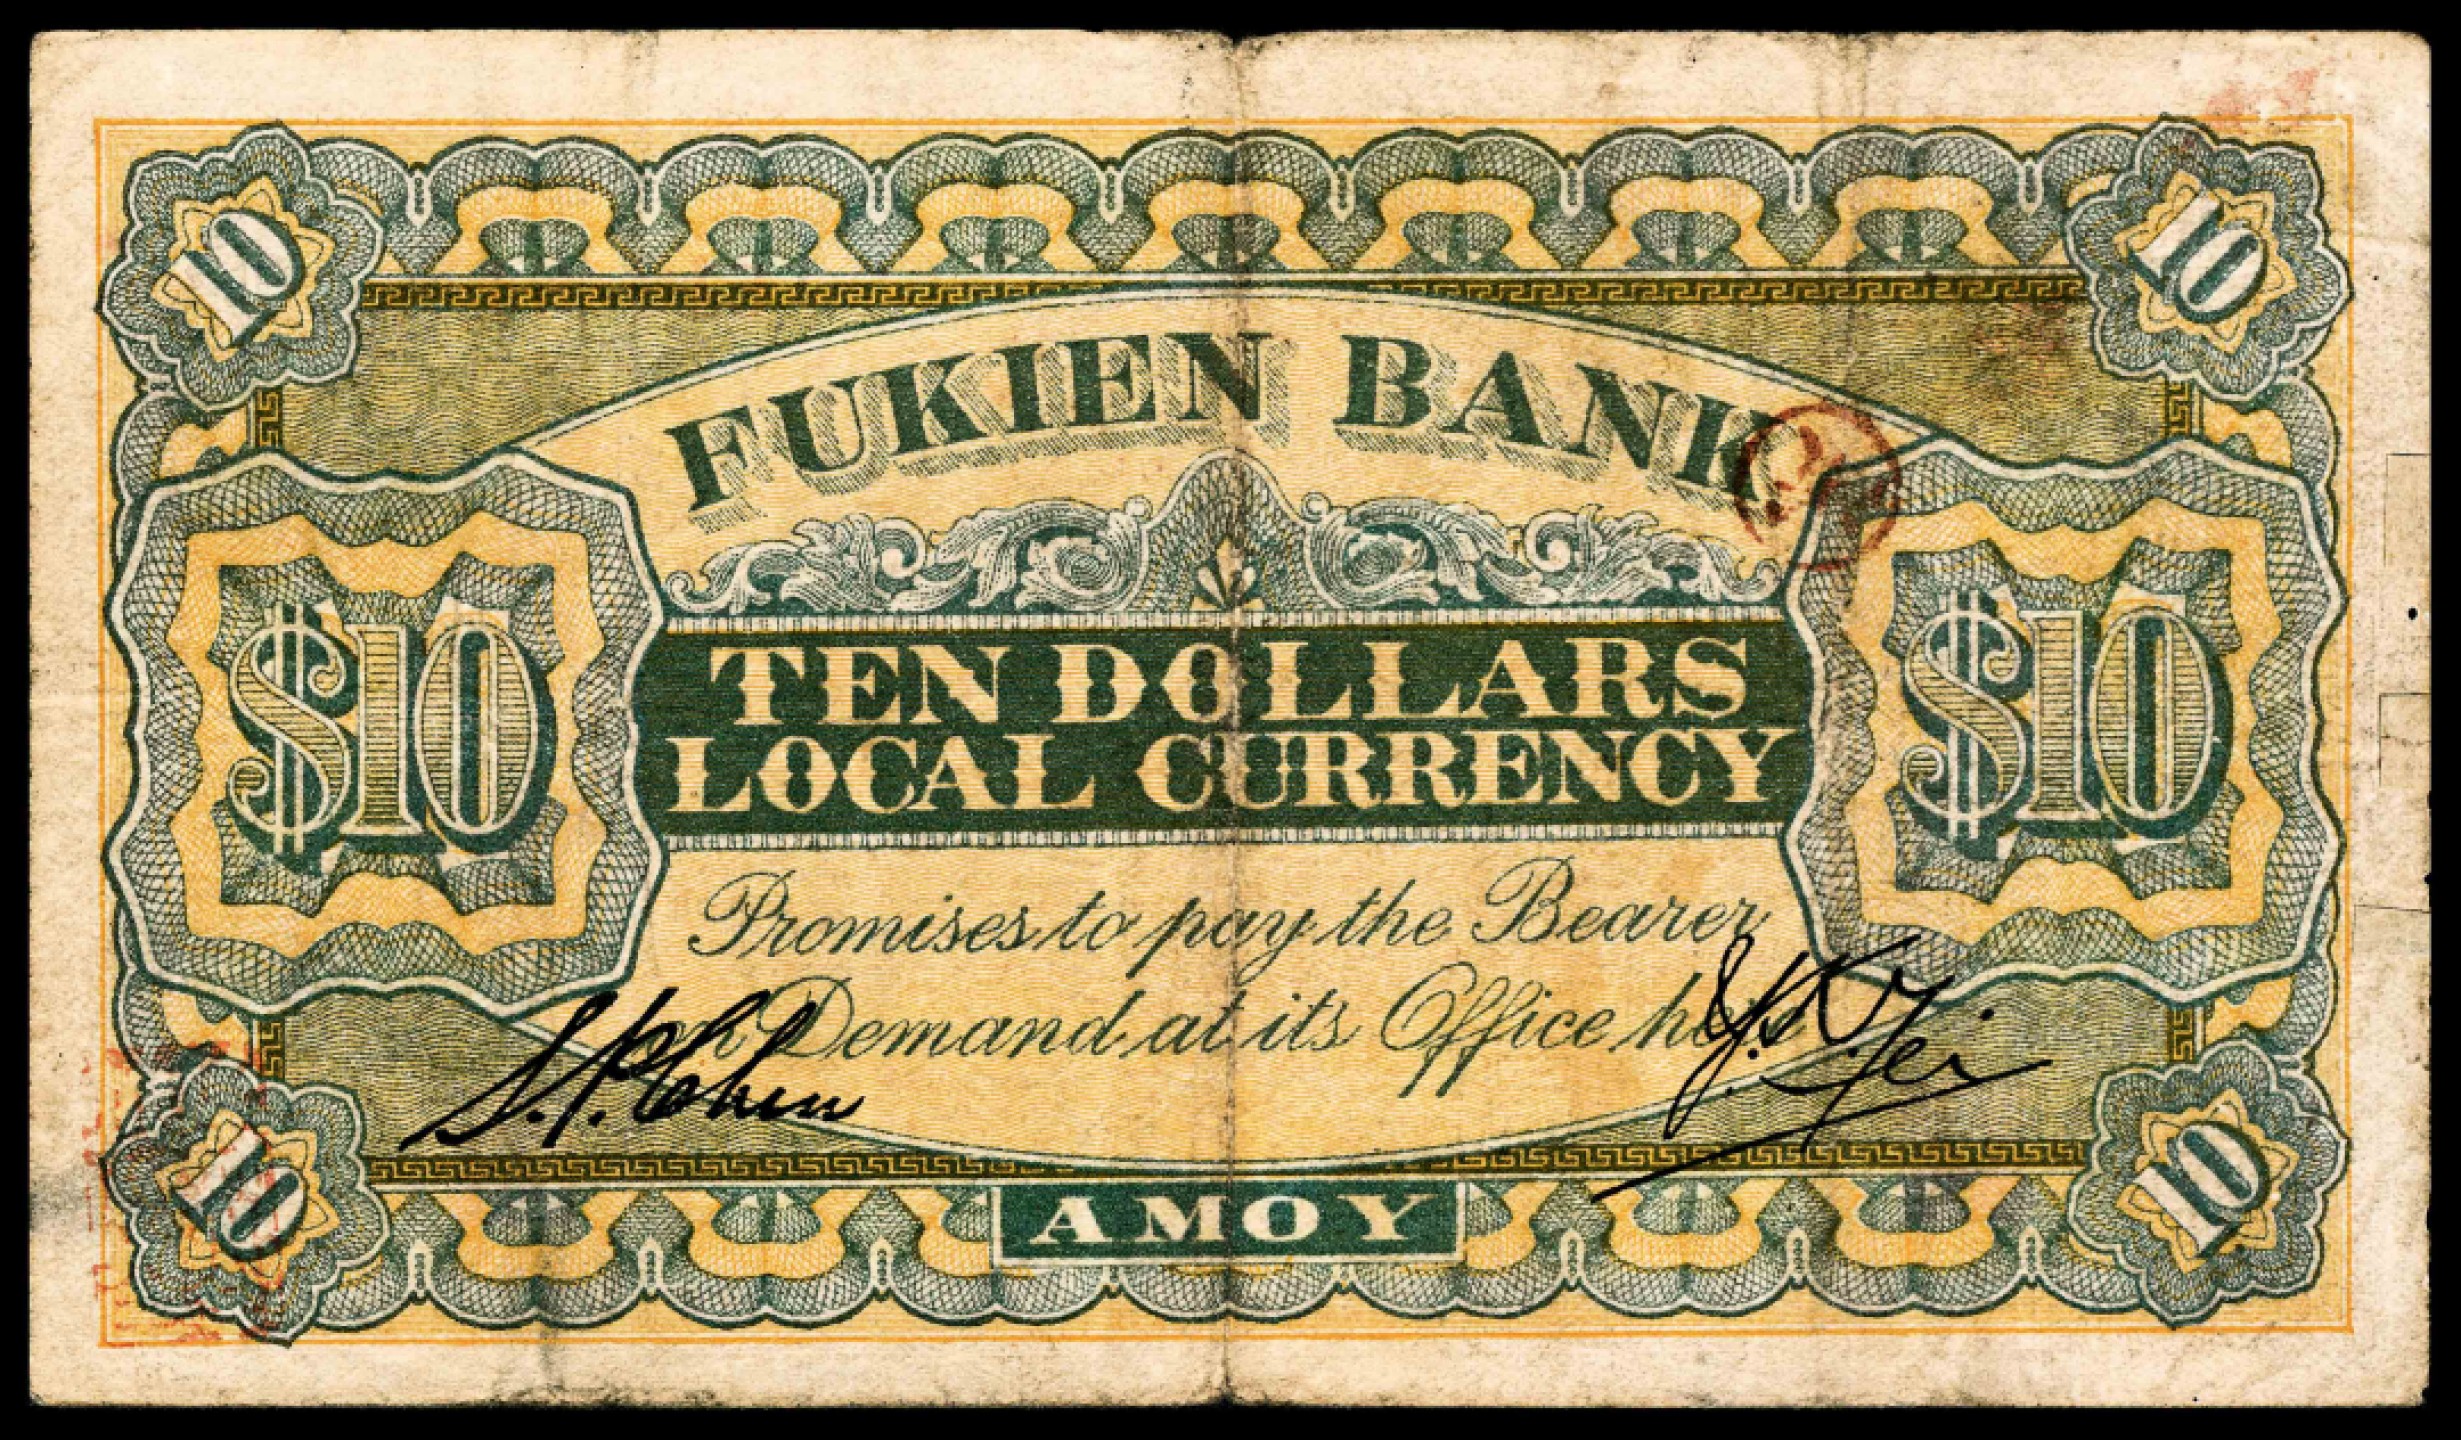 10 10
FUKIEN BANK
$10 $10
TEN DOLLARS
LOCAL CURRENCY
Promises to pay the Bearer
on Demand at its Office here
10 10
AMOY